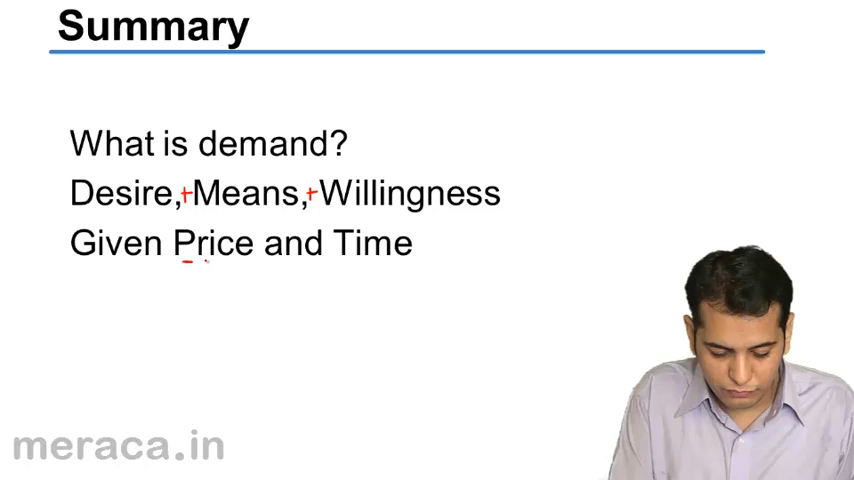 Summary
What is demand?
Desire,+Means,+Willingness
Given Price and Time
meraca.in